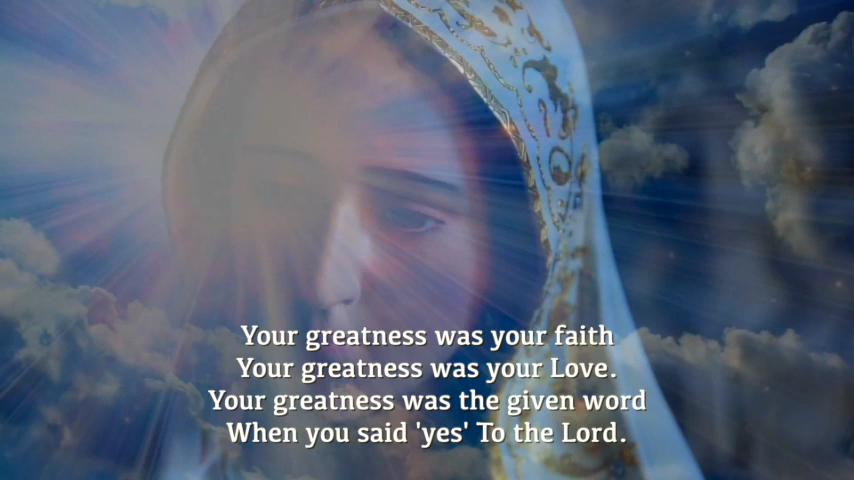 Your greatness was your faith
Your greatness was your Love.
Your greatness was the given word
When you said 'yes' To the Lord.